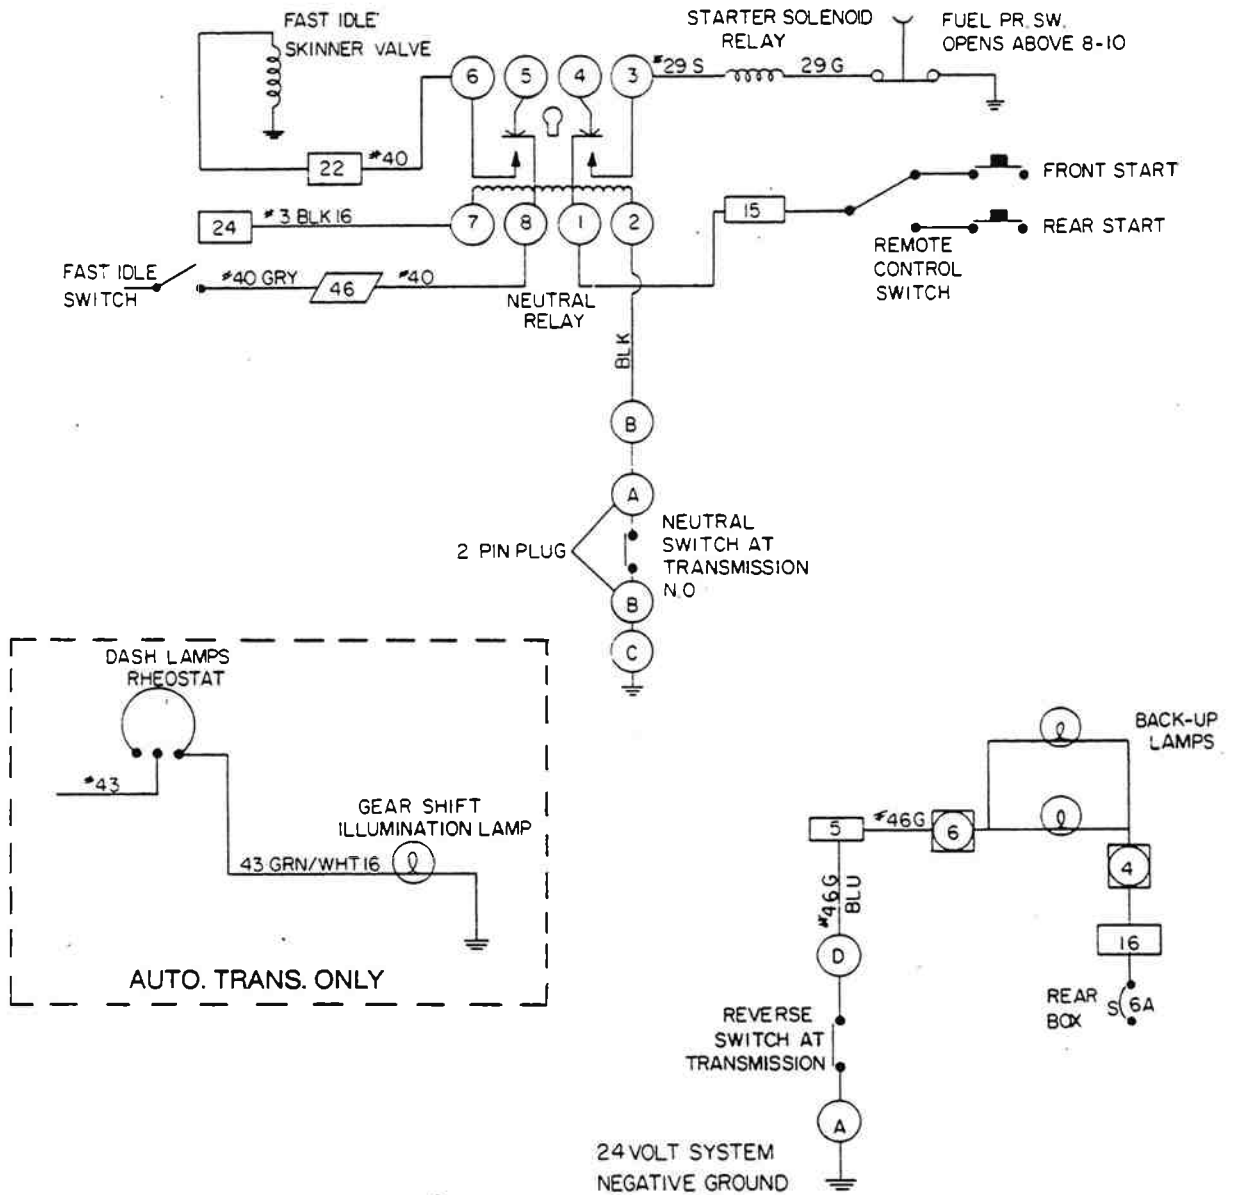 FAST IDLE
SKINNER VALVE
STARTER SOLENOID
RELAY
FUEL PR. SW.
OPENS ABOVE 8-10
6
5
4
3
#29 S
29 G
22
#40
FRONT START
24
#3 BLK 16
7
8
1
2
15
REAR START
REMOTE
CONTROL
SWITCH
FAST IDLE
SWITCH
#40 GRY
46
#40
NEUTRAL
RELAY
BLK
B
A
2 PIN PLUG
NEUTRAL
SWITCH AT
TRANSMISSION
N.O
B
C
DASH LAMPS
RHEOSTAT
#43
GEAR SHIFT
ILLUMINATION LAMP
43 GRN/WHT 16
AUTO. TRANS. ONLY
BACK-UP
LAMPS
5
#46G
6
4
#46G
BLU
16
D
REAR
BOX
S
6A
REVERSE
SWITCH AT
TRANSMISSION
A
24 VOLT SYSTEM
NEGATIVE GROUND